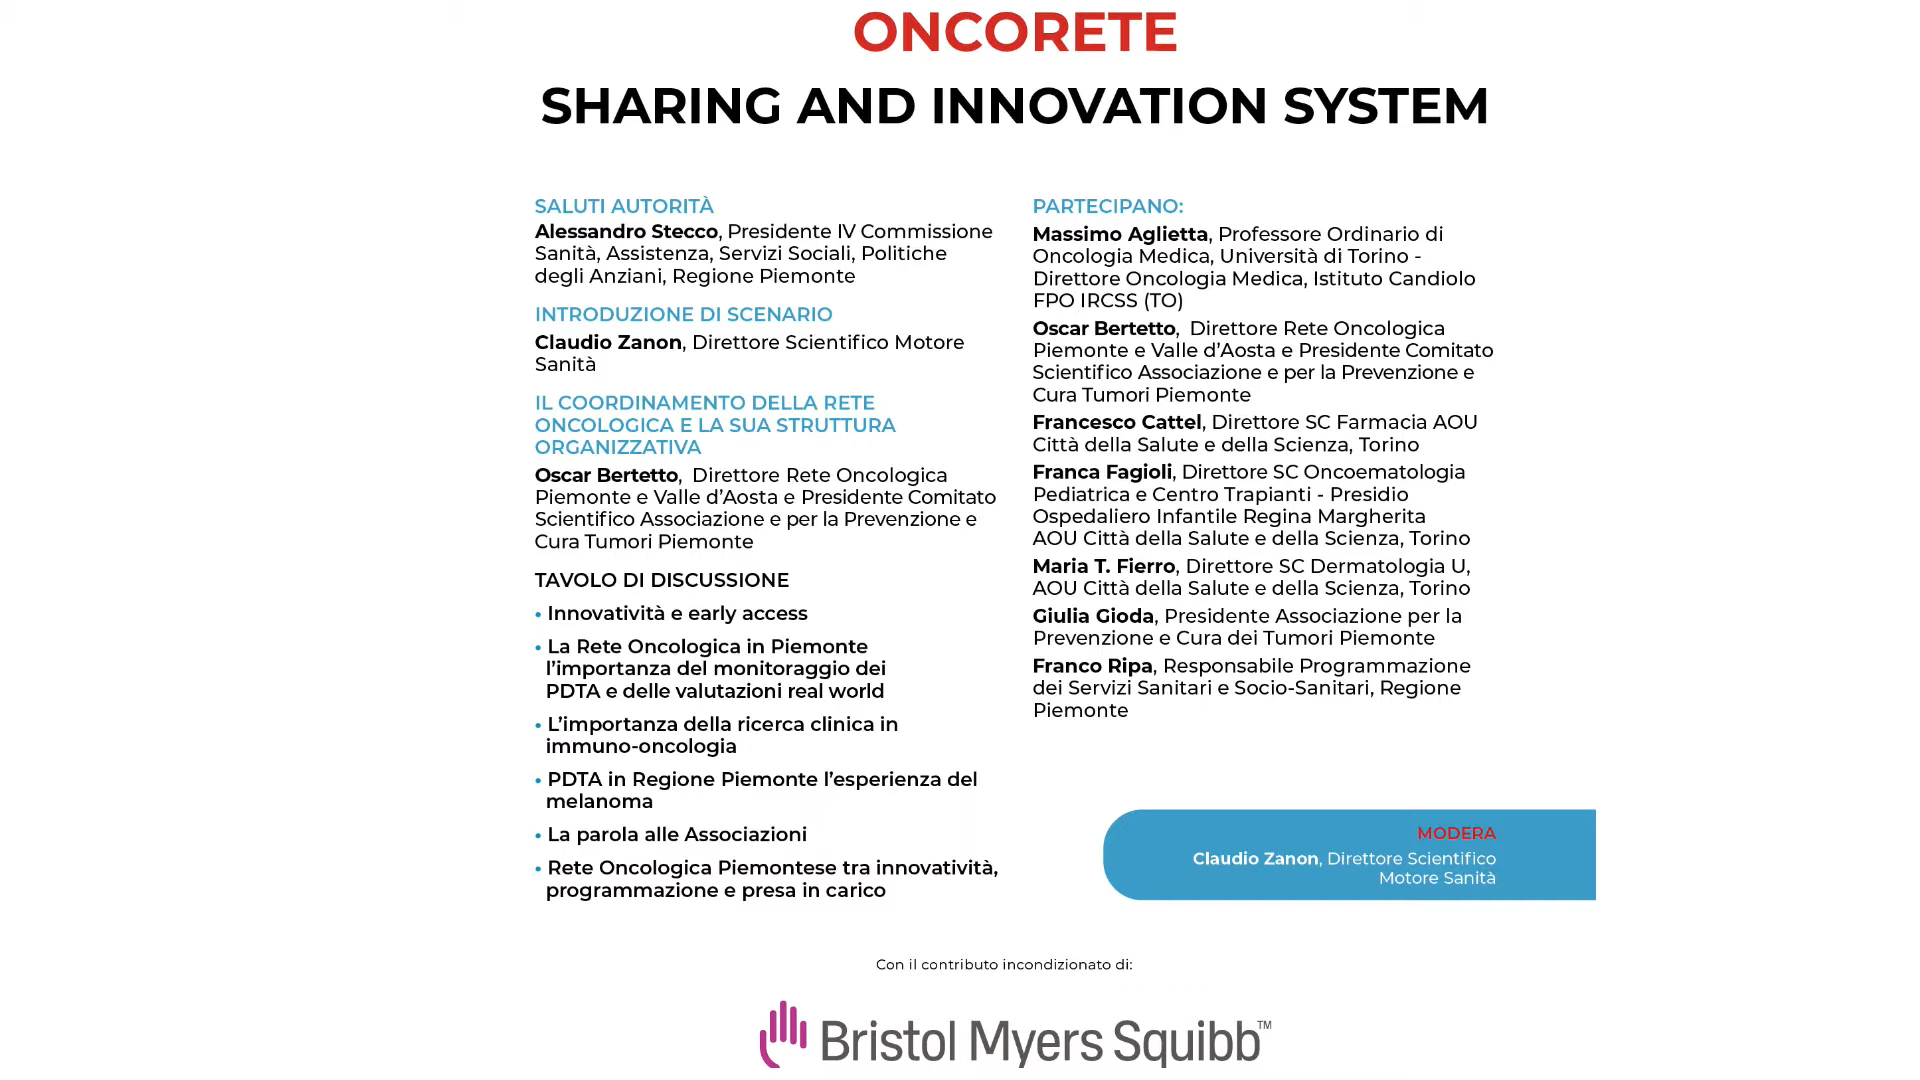 ONCORETE
SHARING AND INNOVATION SYSTEM
SALUTI AUTORITÀ
Alessandro Stecco, Presidente IV Commissione
Sanità, Assistenza, Servizi Sociali, Politiche
degli Anziani, Regione Piemonte
INTRODUZIONE DI SCENARIO
Claudio Zanon, Direttore Scientifico Motore
Sanità
IL COORDINAMENTO DELLA RETE
ONCOLOGICA E LA SUA STRUTTURA
ORGANIZZATIVA
Oscar Bertetto, Direttore Rete Oncologica
Piemonte e Valle d'Aosta e Presidente Comitato
Scientifico Associazione e per la Prevenzione e
Cura Tumori Piemonte
TAVOLO DI DISCUSSIONE
• Innovatività e early access
• La Rete Oncologica in Piemonte
l'importanza del monitoraggio dei
PDTA e delle valutazioni real world
• L'importanza della ricerca clinica in
immuno-oncologia
• PDTA in Regione Piemonte l'esperienza del
melanoma
• La parola alle Associazioni
• Rete Oncologica Piemontese tra innovatività,
programmazione e presa in carico
PARTECIPANO:
Massimo Aglietta, Professore Ordinario di
Oncologia Medica, Università di Torino -
Direttore Oncologia Medica, Istituto Candiolo
FPO IRCSS (TO)
Oscar Bertetto, Direttore Rete Oncologica
Piemonte e Valle d'Aosta e Presidente Comitato
Scientifico Associazione e per la Prevenzione e
Cura Tumori Piemonte
Francesco Cattel, Direttore SC Farmacia AOU
Città della Salute e della Scienza, Torino
Franca Fagioli, Direttore SC Oncoematologia
Pediatrica e Centro Trapianti - Presidio
Ospedaliero Infantile Regina Margherita
AOU Città della Salute e della Scienza, Torino
Maria T. Fierro, Direttore SC Dermatologia U,
AOU Città della Salute e della Scienza, Torino
Giulia Gioda, Presidente Associazione per la
Prevenzione e Cura dei Tumori Piemonte
Franco Ripa, Responsabile Programmazione
dei Servizi Sanitari e Socio-Sanitari, Regione
Piemonte
MODERA
Claudio Zanon, Direttore Scientifico
Motore Sanità
Con il contributo incondizionato di:
Bristol Myers Squibb™